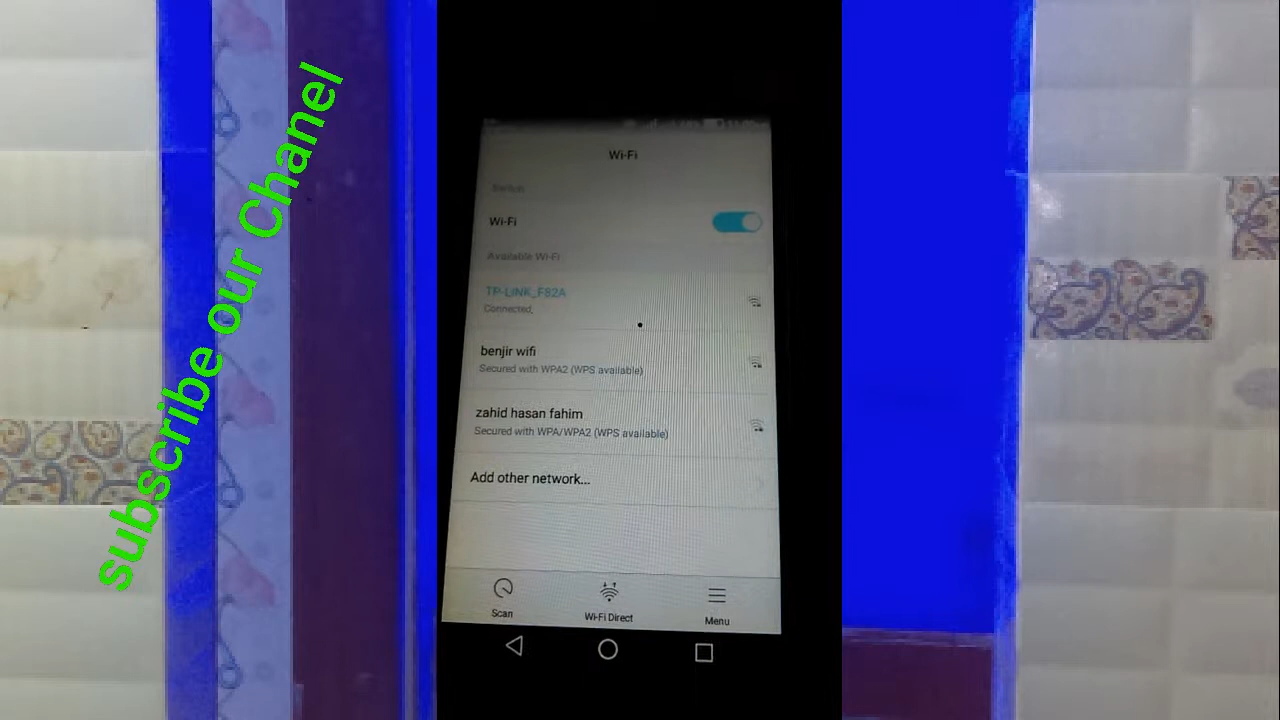 subscribe our Chanel
Wi-Fi
Switch
Wi-Fi
Available Wi-Fi
TP-LINK_F82A
Connected
benjir wifi
Secured with WPA2 (WPS available)
zahid hasan fahim
Secured with WPA/WPA2 (WPS available)
Add other network...
Scan
Wi-Fi Direct
Menu